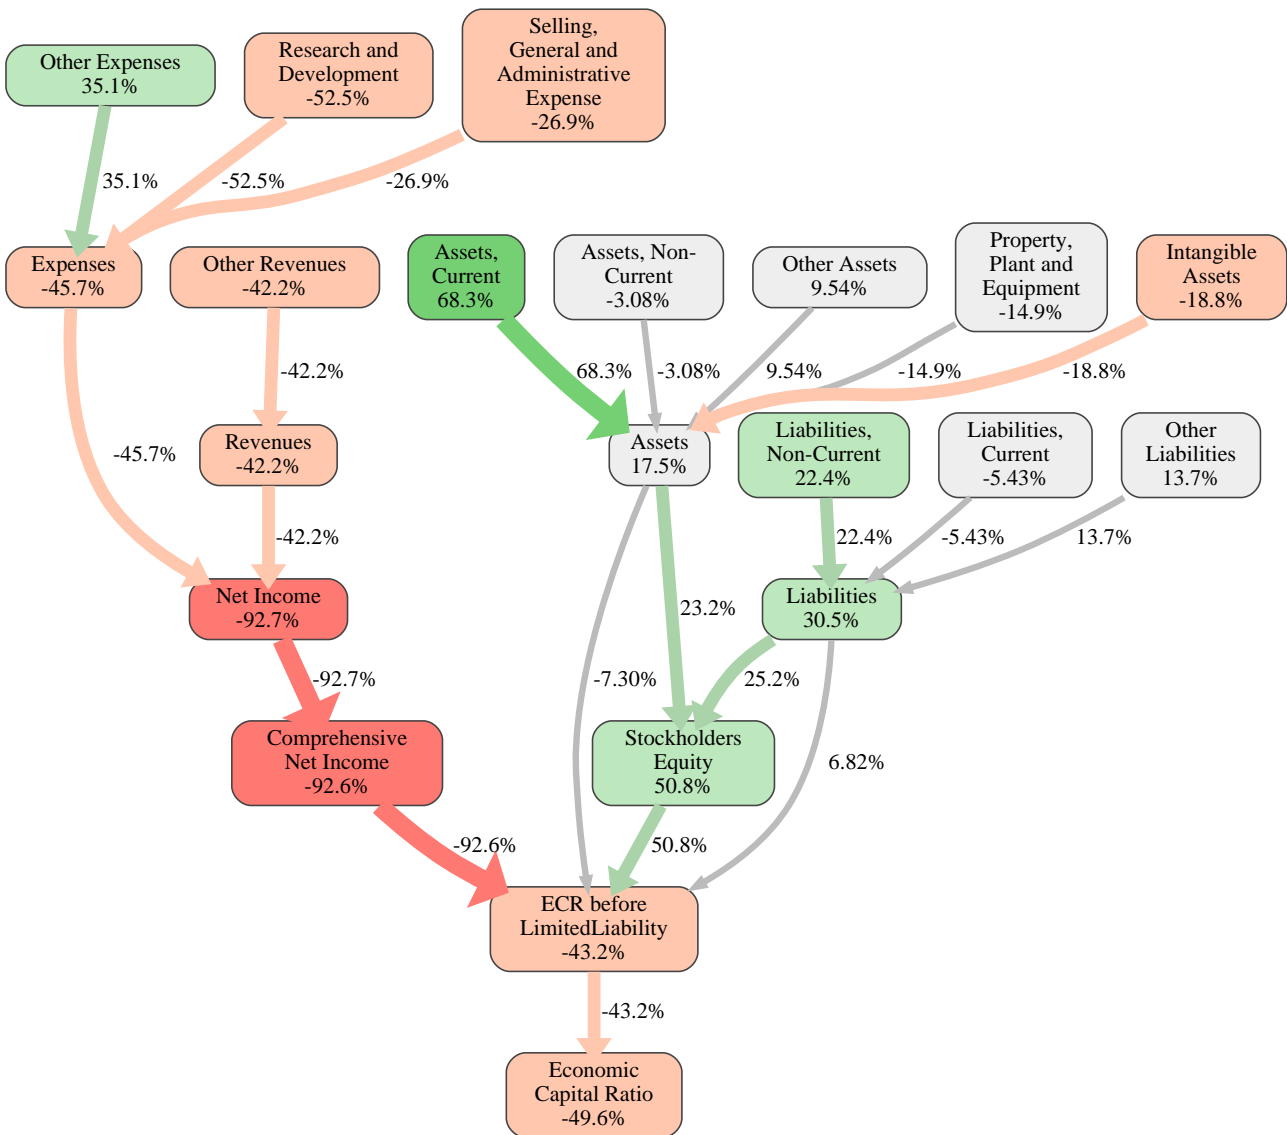 Other Expenses
35.1%
Research and
Development
-52.5%
Selling,
General and
Administrative
Expense
-26.9%
35.1%
-52.5%
-26.9%
Expenses
-45.7%
Other Revenues
-42.2%
Assets,
Current
68.3%
Assets, Non-
Current
-3.08%
Other Assets
9.54%
Property,
Plant and
Equipment
-14.9%
Intangible
Assets
-18.8%
-42.2%
68.3%
-3.08%
9.54%
-14.9%
-18.8%
-45.7%
Revenues
-42.2%
Assets
17.5%
Liabilities,
Non-Current
22.4%
Liabilities,
Current
-5.43%
Other
Liabilities
13.7%
-42.2%
22.4%
-5.43%
13.7%
Net Income
-92.7%
23.2%
Liabilities
30.5%
-92.7%
-7.30%
25.2%
Comprehensive
Net Income
-92.6%
Stockholders
Equity
50.8%
6.82%
-92.6%
50.8%
ECR before
LimitedLiability
-43.2%
-43.2%
Economic
Capital Ratio
-49.6%